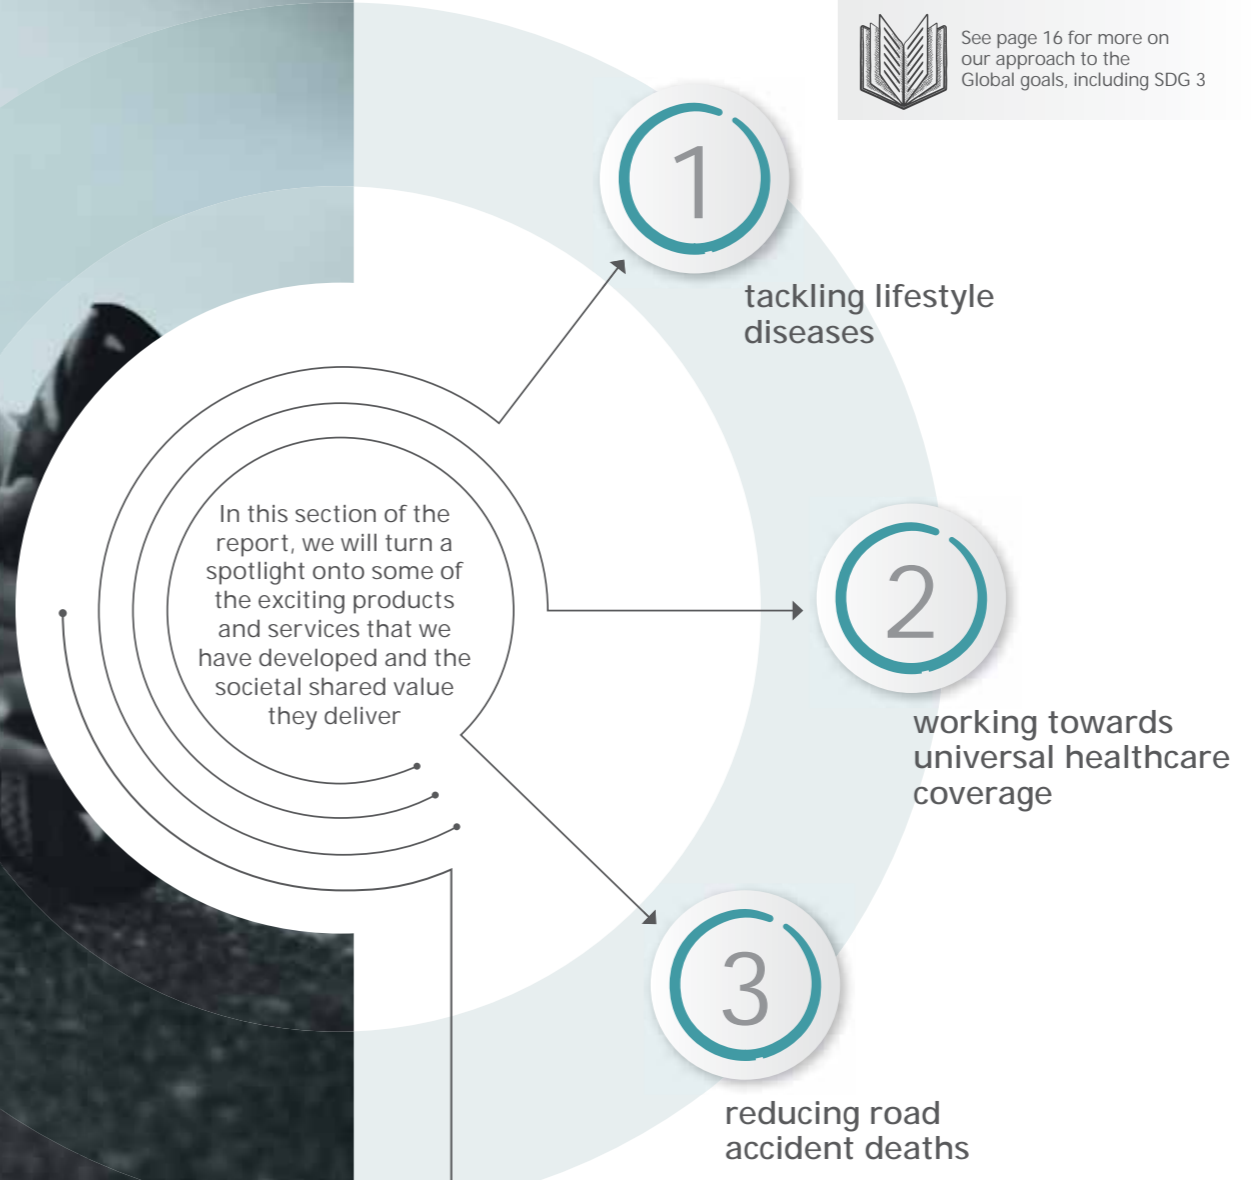 See page 16 for more on
our approach to the
Global goals, including SDG 3
1
tackling lifestyle
diseases
In this section of the
report, we will turn a
spotlight onto some of
the exciting products
and services that we
have developed and the
societal shared value
they deliver
2
working towards
universal healthcare
coverage
3
reducing road
accident deaths